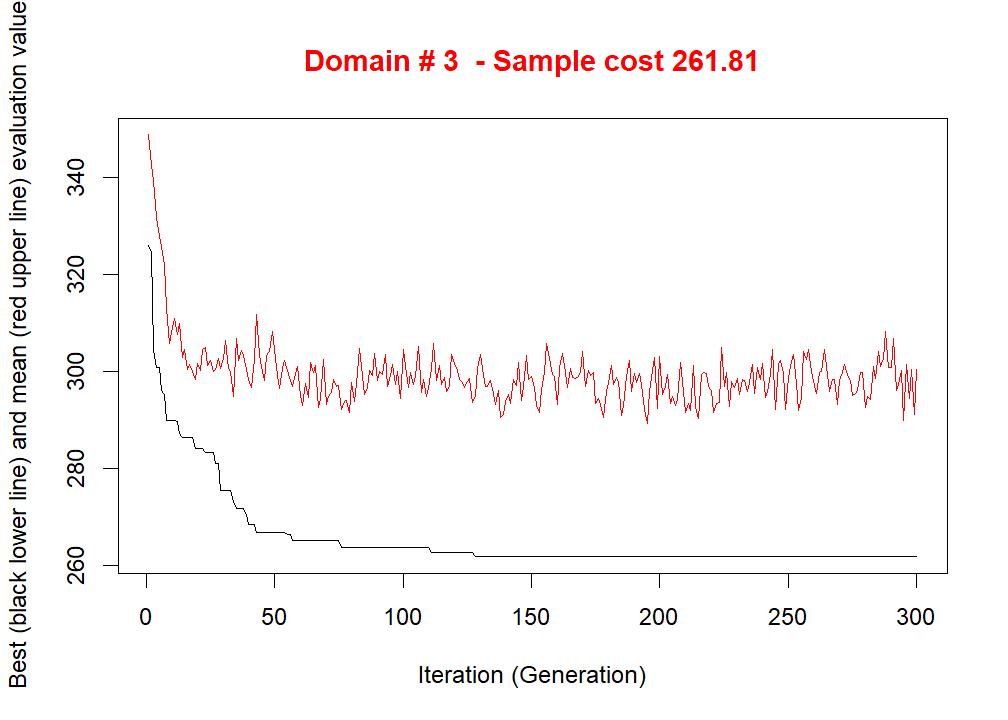 Domain # 3  - Sample cost 261.81
Best (black lower line) and mean (red upper line) evaluation value
340
320
300
280
260
0 50 100 150 200 250 300
Iteration (Generation)